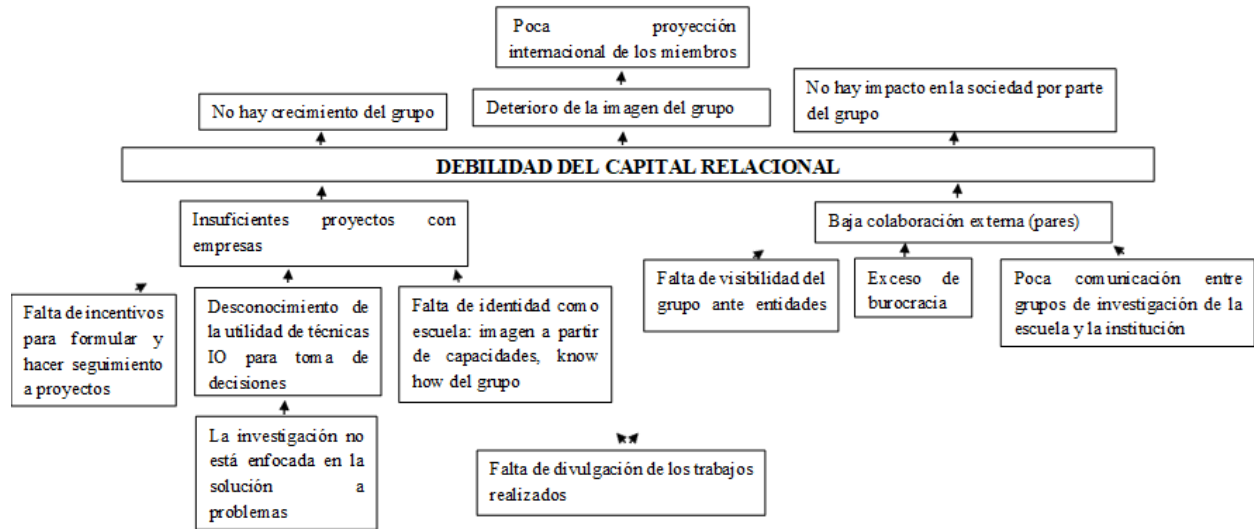 Poca proyección
internacional de los miembros
No hay crecimiento del grupo
Deterioro de la imagen del grupo
No hay impacto en la sociedad por parte
del grupo
DEBILIDAD DEL CAPITAL RELACIONAL
Insuficientes proyectos con
empresas
Baja colaboración externa (pares)
Falta de incentivos
para formular y
hacer seguimiento
a proyectos
Desconocimiento de
la utilidad de técnicas
IO para toma de
decisiones
Falta de identidad como
escuela: imagen a partir
de capacidades, know
how del grupo
Falta de visibilidad del
grupo ante entidades
Exceso de
burocracia
Poca comunicación entre
grupos de investigación de la
escuela y la institución
La investigación no
está enfocada en la
solución a
problemas
Falta de divulgación de los trabajos
realizados